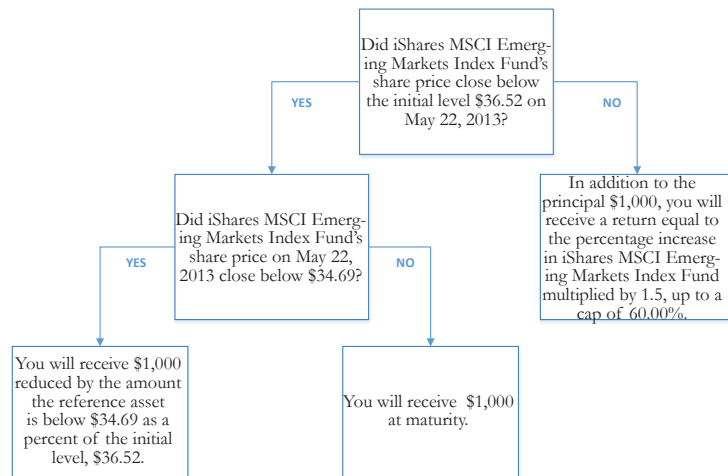 Did iShares MSCI Emerg-
ing Markets Index Fund's
share price close below
the initial level $36.52 on
May 22, 2013?
YES
NO
Did iShares MSCI Emerg-
ing Markets Index Fund's
share price on May 22,
2013 close below $34.69?
In addition to the
principal $1,000, you will
receive a return equal to
the percentage increase
in iShares MSCI Emerg-
ing Markets Index Fund
multiplied by 1.5, up to a
cap of 60.00%.
YES
NO
You will receive $1,000
reduced by the amount
the reference asset
is below $34.69 as a
percent of the initial
level, $36.52.
You will receive $1,000
at maturity.